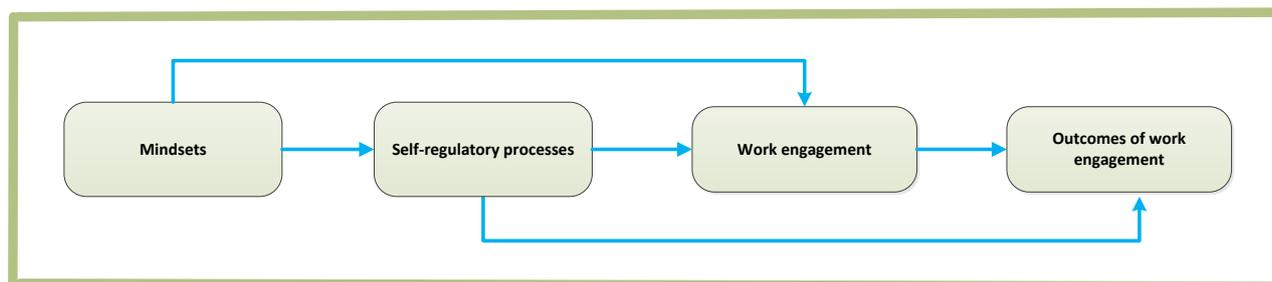 Mindsets
Self-regulatory processes
Work engagement
Outcomes of work
engagement